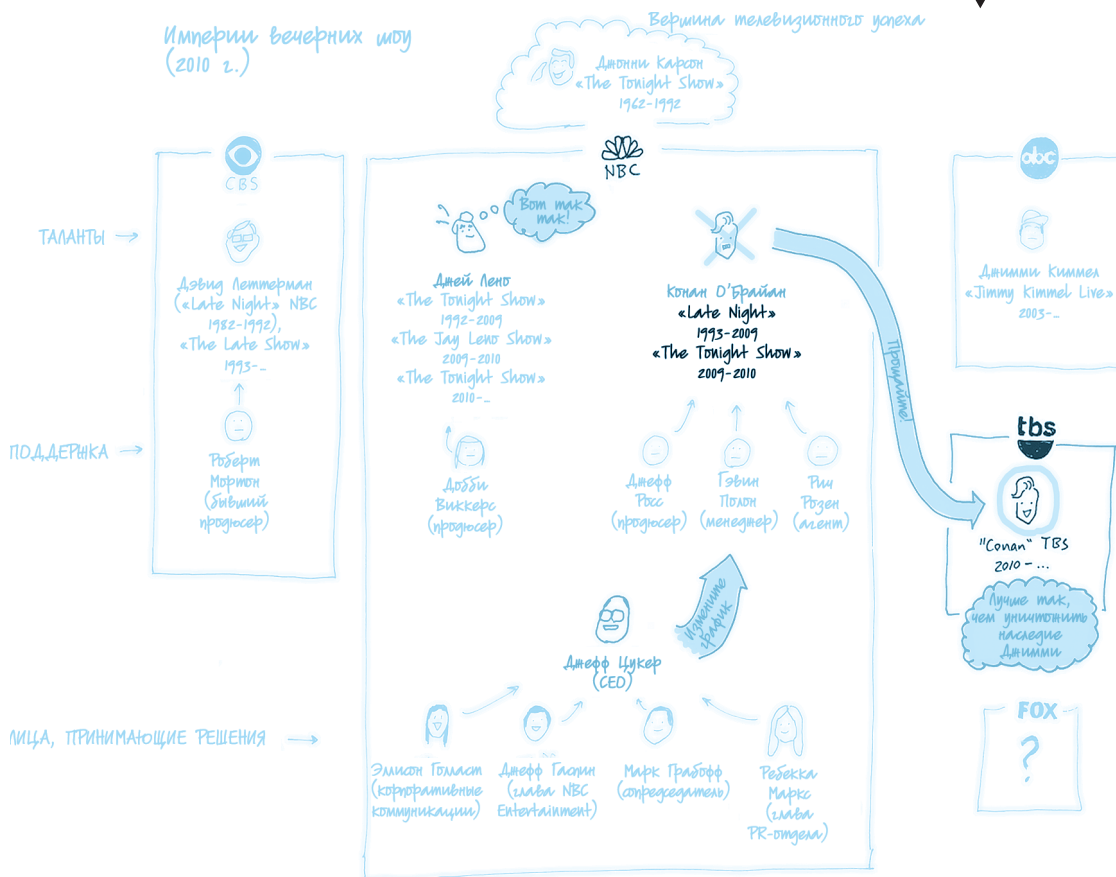 Империи вечерних шоу
(2010 г.)
Вершина телевизионного успеха
Джонни Карсон
«The Tonight Show»
1962-1992
CBS
NBC
abc
ТАЛАНТЫ
Дэвид Леттерман
(«Late Night» NBC
1982-1992),
«The Late Show»
1993-...
Вот так
так!
Джей Лено
«The Tonight Show»
1992-2009
«The Jay Leno Show»
2009-2010
«The Tonight Show»
2010-...
Конан О'Брайан
«Late Night»
1993-2009
«The Tonight Show»
2009-2010
Джимми Киммел
«Jimmy Kimmel Live»
2003-...
Прощайте!
ПОДДЕРЖКА
Роберт
Мортон
(бывший
продюсер)
Добби
Виккерс
(продюсер)
Джефф
Росс
(продюсер)
Гэвин
Полон
(менеджер)
Рич
Розен
(агент)
tbs
"Conan" TBS
2010 - ...
Лучше так,
чем уничтожить
наследие
Джимми
Измените
график
Джефф Цукер
(CEO)
ЛИЦА, ПРИНИМАЮЩИЕ РЕШЕНИЯ
Эллисон Голласт
(корпоративные
коммуникации)
Джефф Гаспин
(глава NBC
Entertainment)
Марк Грабофф
(сопредседатель)
Ребекка
Маркс
(глава
PR-отдела)
FOX
?